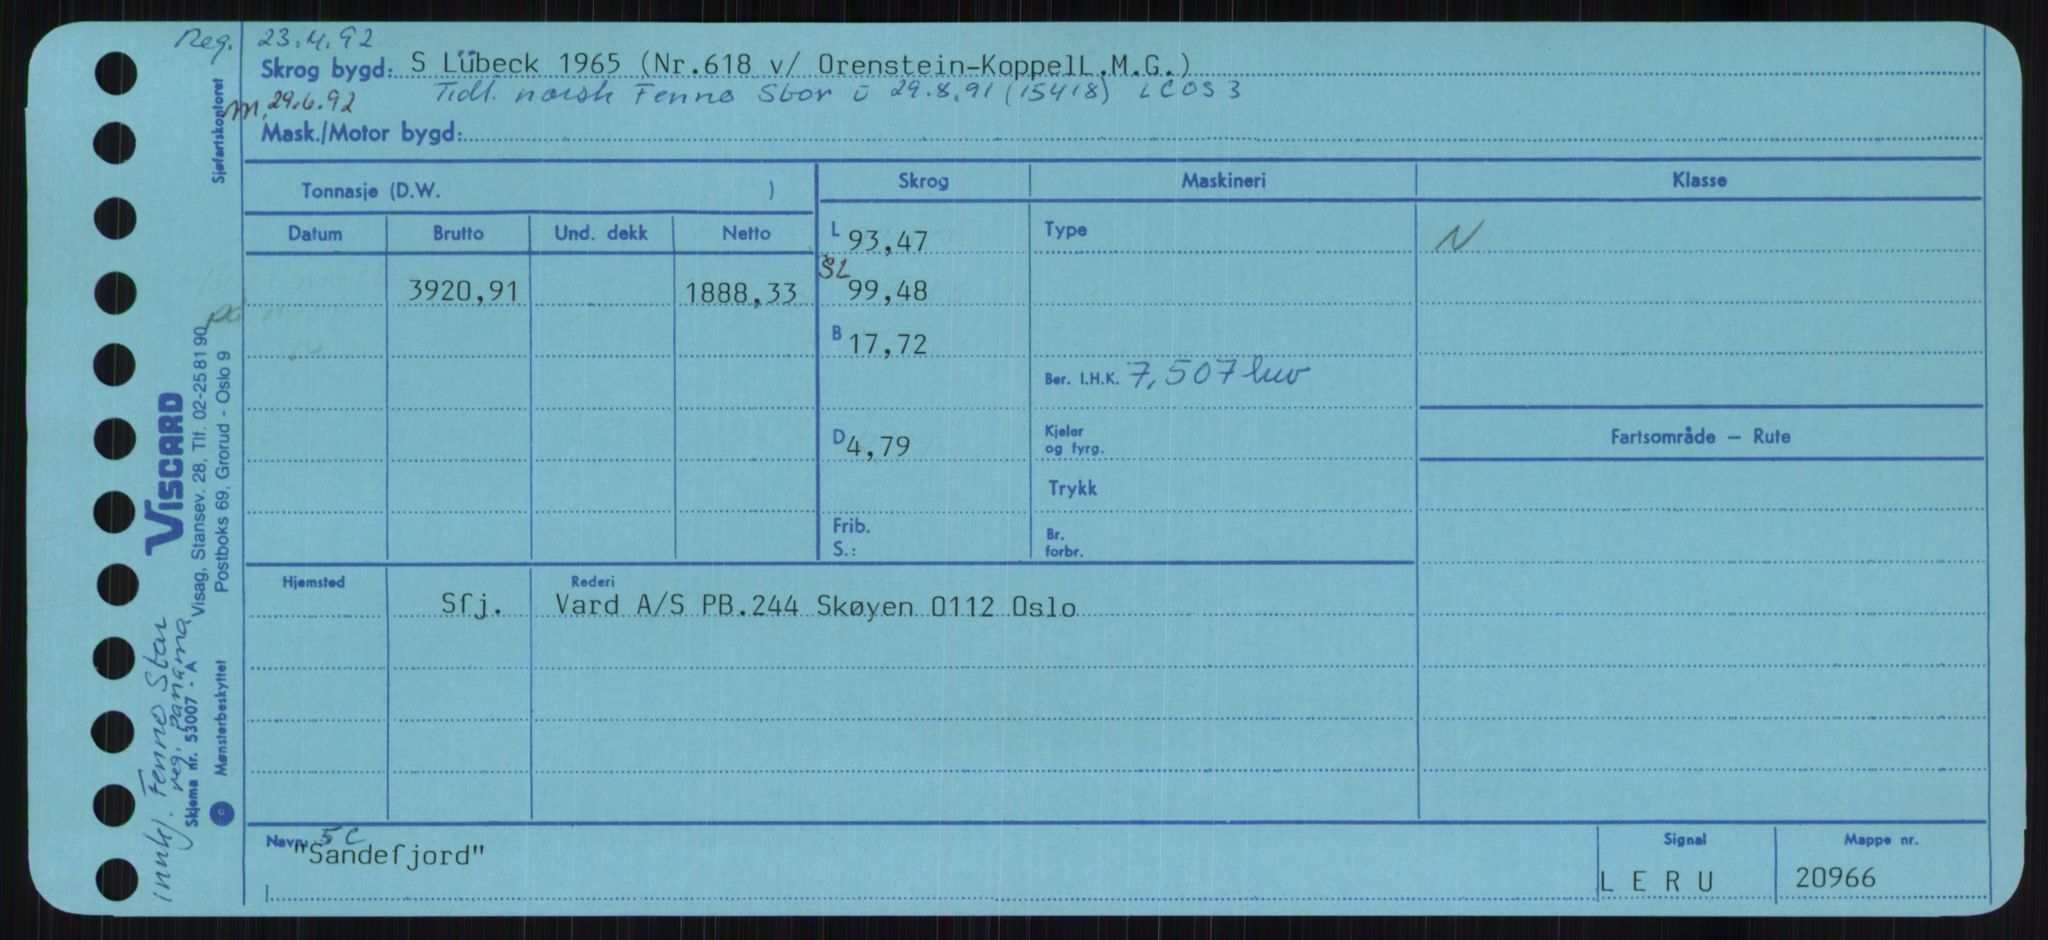 Reg. 23.4.92
Skrog bygd: S Lübeck 1965 (Nr.618 v/ Orenstein-KoppelL.M.G.)
m. 29.6.92 Tidl. norsk Fenno Star 29.8.91 (15418) LCOS3
Mask./Motor bygd:
Tonnasje (D.W. )
Skrog Maskineri Klasse
Datum Brutto Und. dekk Netto
L 93,47 Type N
3920,91 1888,33 SL 99,48
B 17,72
Ber. I.H.K. 7,507 kw
D 4,79 Kjeler og fyrg.
Fartsområde — Rute
Trykk
Frib. S.: Br. forbr.
Hjemsted Rederi
Sfj. Vard A/S PB.244 Skøyen 0112 Oslo
Navn: 5C
"Sandefjord"
Signal Mappe nr.
L E R U 20966
Sjøfartskontoret
VISCARD
Visag, Stansev. 28, Tlf. 02-25 81 90
Postboks 69, Grorud - Oslo 9
Skjema nr. 53007 - A
Mønsterbeskyttet
innkj. Fenno Star
reg. Panama